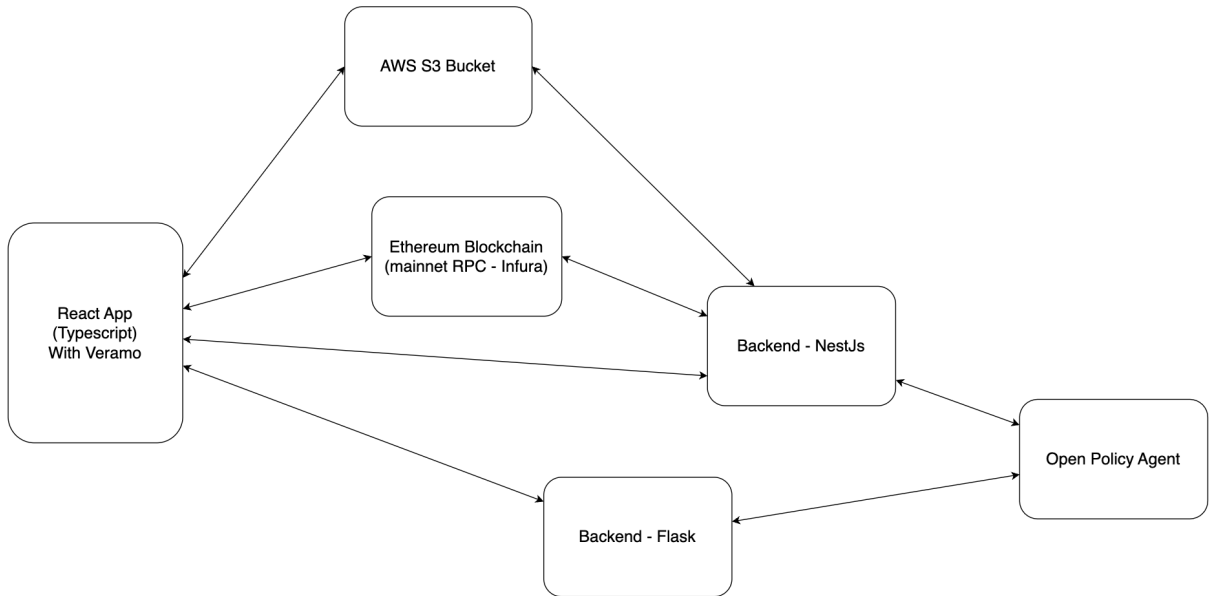 AWS S3 Bucket
Ethereum Blockchain
(mainnet RPC - Infura)
React App
(Typescript)
With Veramo
Backend - NestJs
Open Policy Agent
Backend - Flask